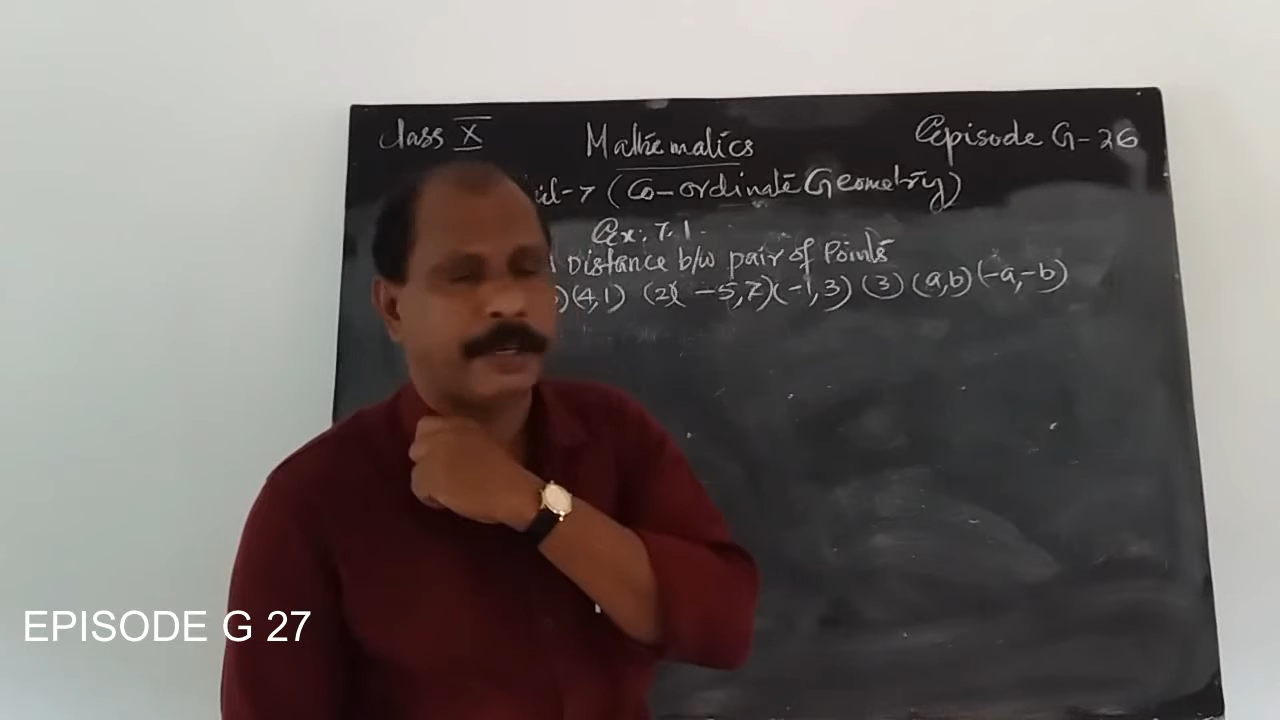 Class X Mathematics Episode G-26
-7 (Co-ordinate Geometry)
Ex: 7.1.
Distance b/w pair of Points
)(4,1) (2)( -5,7)(-1,3) (3) (a,b)(-a,-b)
EPISODE G 27